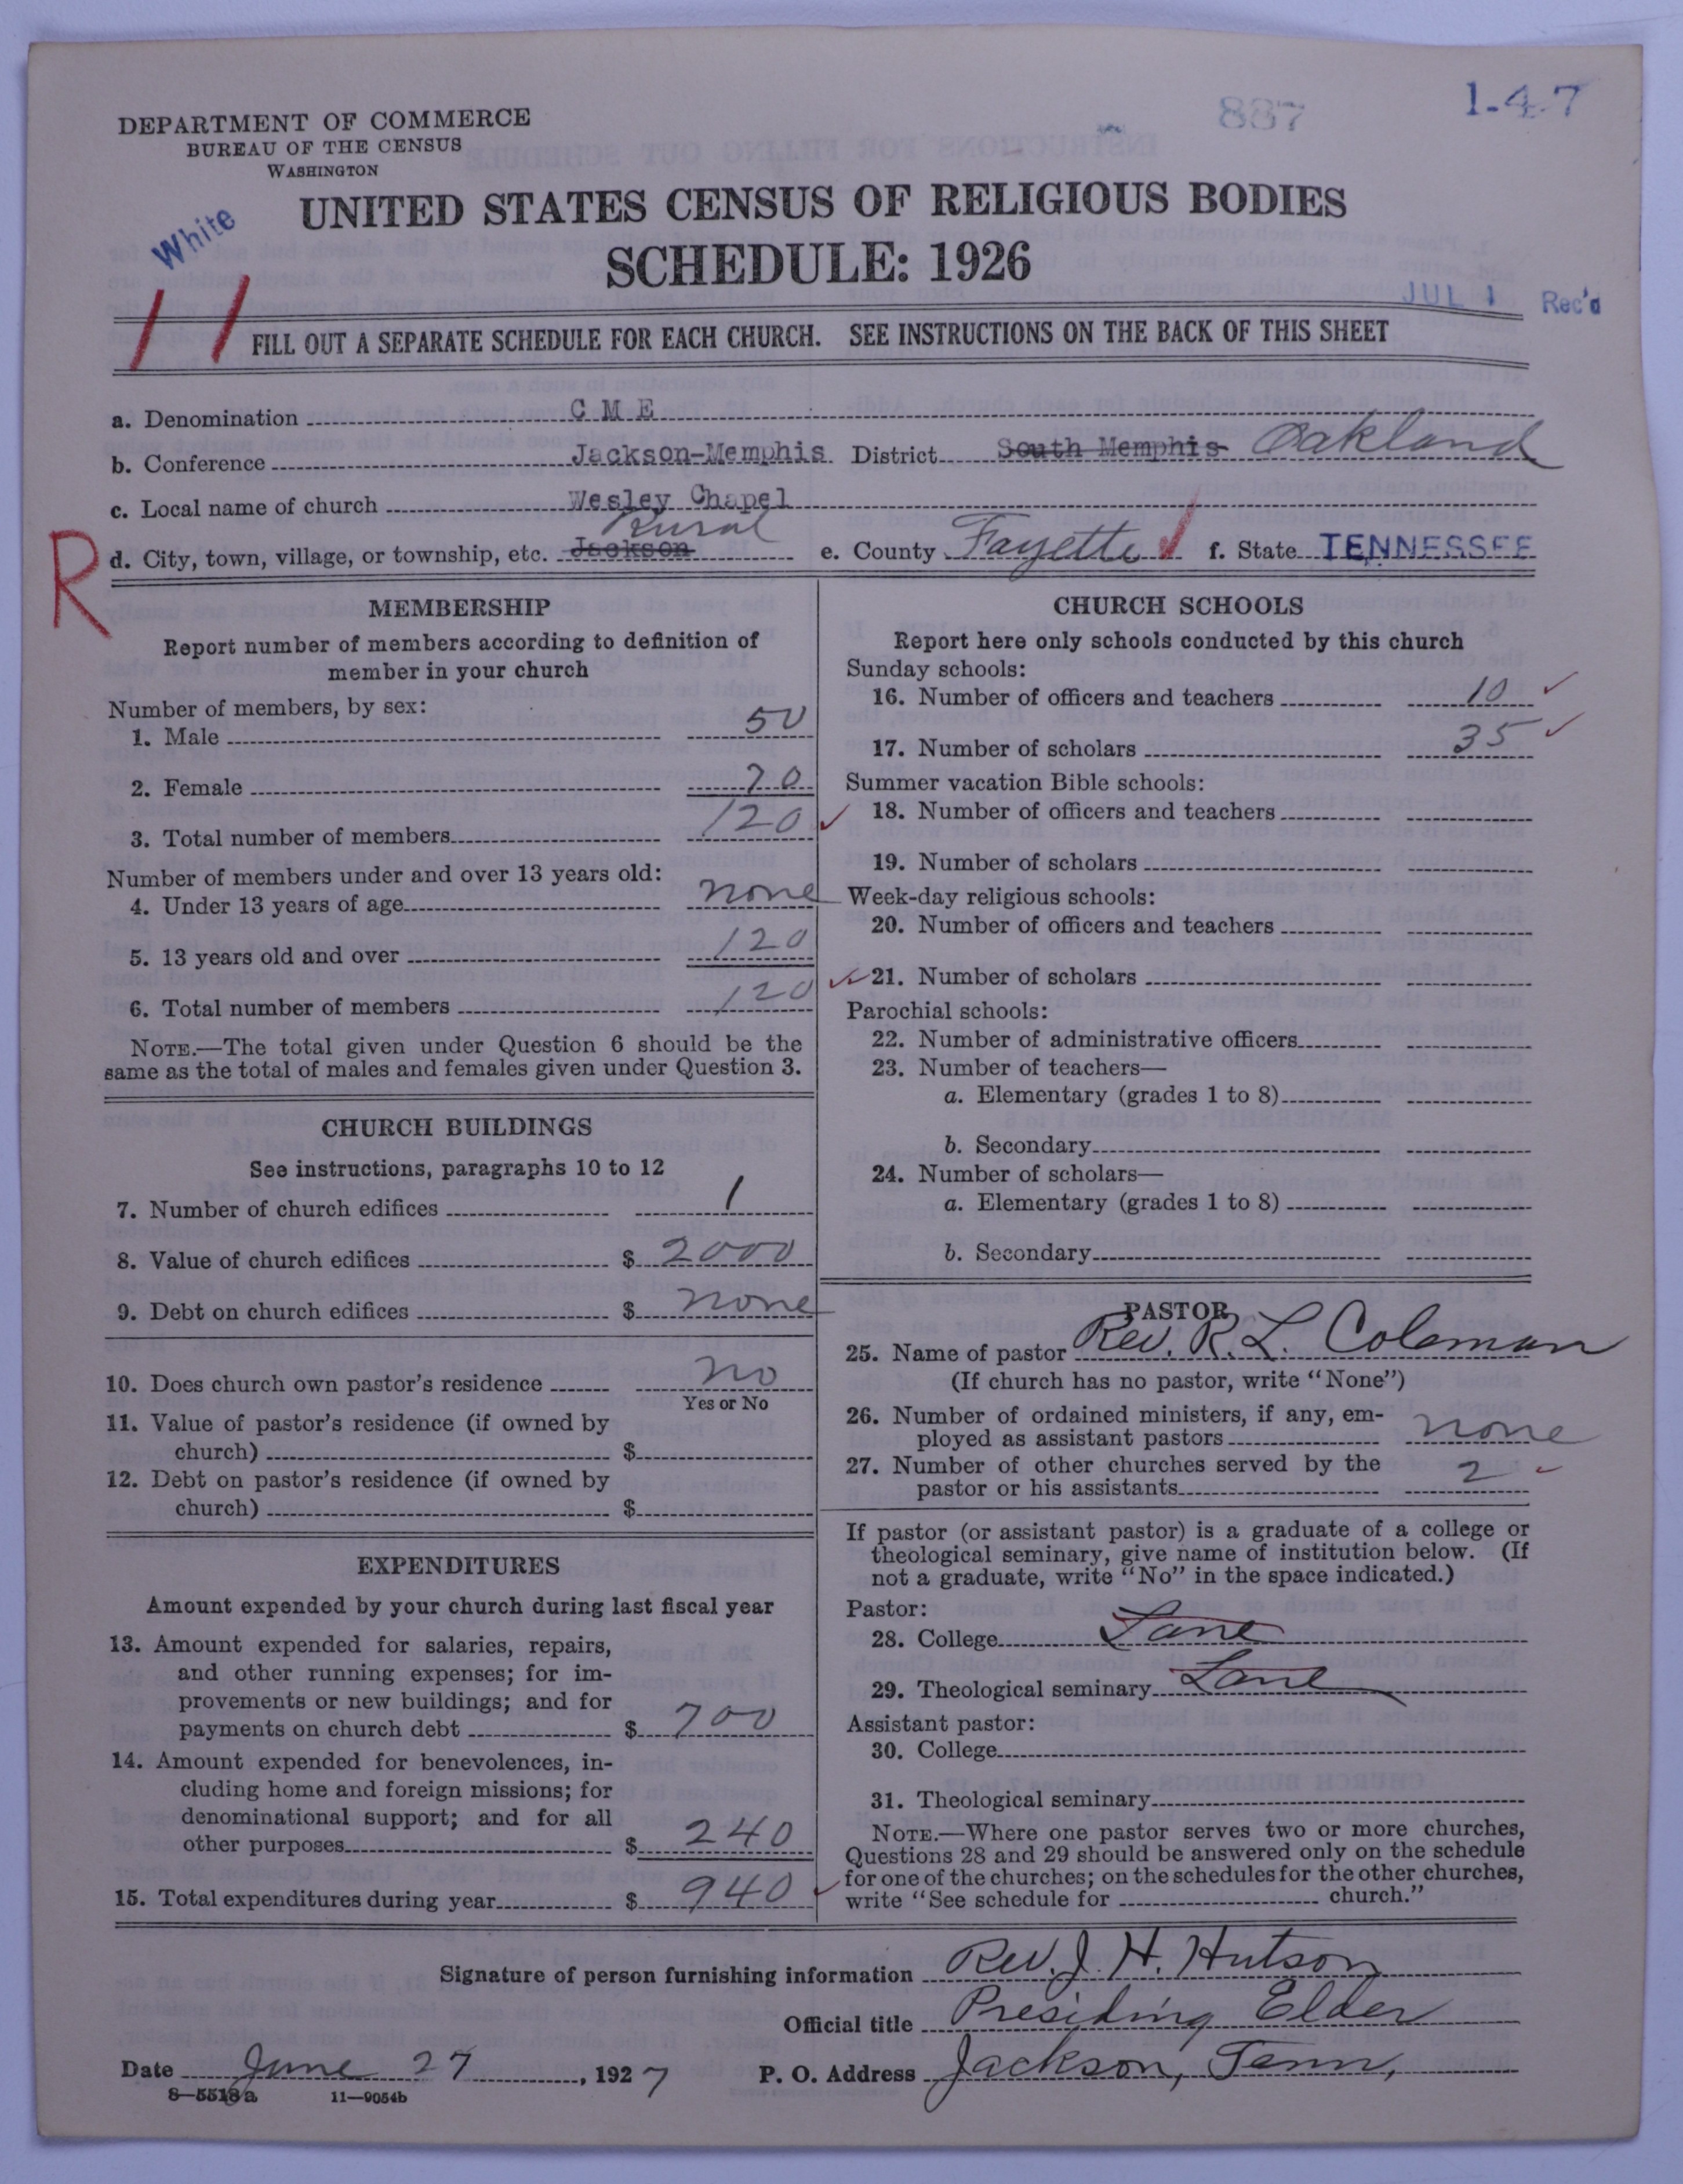 887
1-4-7
DEPARTMENT OF COMMERCE
BUREAU OF THE CENSUS
WASHINGTON
White
UNITED STATES CENSUS OF RELIGIOUS BODIES
SCHEDULE: 1926
JUL 1 Rec'd
FILL OUT A SEPARATE SCHEDULE FOR EACH CHURCH. SEE INSTRUCTIONS ON THE BACK OF THIS SHEET
a. Denomination C M E
b. Conference Jackson-Memphis District South Memphis Oakland
c. Local name of church Wesley Chapel
Rural
R
d. City, town, village, or township, etc. Jackson e. County Fayette f. State TENNESSEE
MEMBERSHIP
Report number of members according to definition of
member in your church
Number of members, by sex:
1. Male 50
2. Female 70
3. Total number of members 120
Number of members under and over 13 years old:
4. Under 13 years of age none
5. 13 years old and over 120
6. Total number of members 120
NOTE.—The total given under Question 6 should be the
same as the total of males and females given under Question 3.
CHURCH BUILDINGS
See instructions, paragraphs 10 to 12
7. Number of church edifices 1
8. Value of church edifices $ 2000
9. Debt on church edifices $ none
10. Does church own pastor's residence No
Yes or No
11. Value of pastor's residence (if owned by
church) $
12. Debt on pastor's residence (if owned by
church) $
EXPENDITURES
Amount expended by your church during last fiscal year
13. Amount expended for salaries, repairs,
and other running expenses; for im-
provements or new buildings; and for
payments on church debt $ 700
14. Amount expended for benevolences, in-
cluding home and foreign missions; for
denominational support; and for all
other purposes $ 240
15. Total expenditures during year $ 940
CHURCH SCHOOLS
Report here only schools conducted by this church
Sunday schools:
16. Number of officers and teachers 10
17. Number of scholars 35
Summer vacation Bible schools:
18. Number of officers and teachers
19. Number of scholars
Week-day religious schools:
20. Number of officers and teachers
21. Number of scholars
Parochial schools:
22. Number of administrative officers
23. Number of teachers—
a. Elementary (grades 1 to 8)
b. Secondary
24. Number of scholars—
a. Elementary (grades 1 to 8)
b. Secondary
PASTOR
25. Name of pastor Rev. R. L. Coleman
(If church has no pastor, write "None")
26. Number of ordained ministers, if any, em-
ployed as assistant pastors none
27. Number of other churches served by the
pastor or his assistants 2
If pastor (or assistant pastor) is a graduate of a college or
theological seminary, give name of institution below. (If
not a graduate, write "No" in the space indicated.)
Pastor:
28. College Lane
29. Theological seminary Lane
Assistant pastor:
30. College
31. Theological seminary
NOTE.—Where one pastor serves two or more churches,
Questions 28 and 29 should be answered only on the schedule
for one of the churches; on the schedules for the other churches,
write "See schedule for church."
Signature of person furnishing information Rev. J. H. Hutson
Official title Presiding Elder
Date June 27, 1927 P. O. Address Jackson, Tenn,
8—5518a 11—9054b